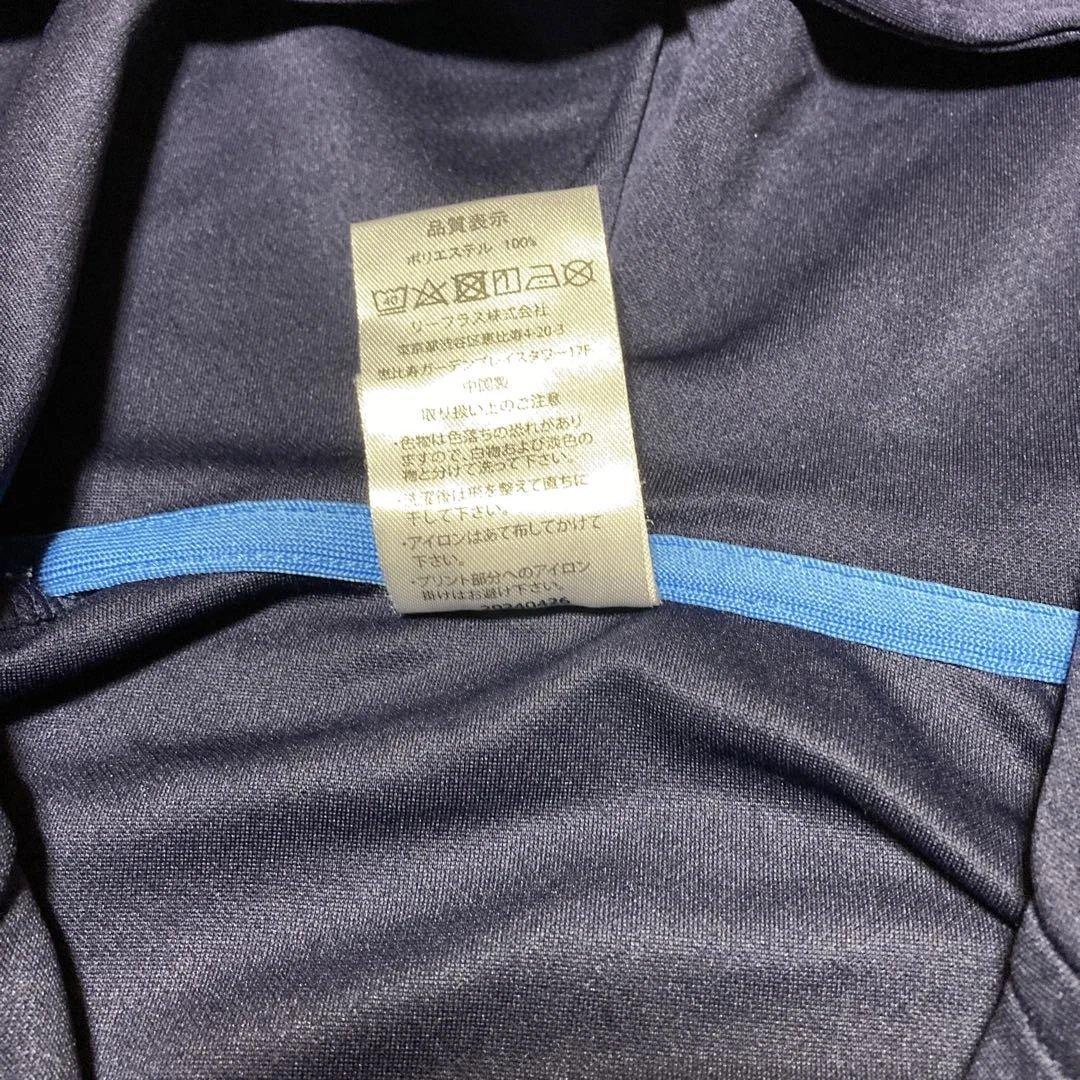 品質表示
ポリエステル 100%
40
リーフラス株式会社
東京都渋谷区恵比寿4-20-3
恵比寿ガーデンプレイスタワー17F
中国製
取り扱い上のご注意
・色物は色落ちの恐れがあり
ますので、白物および淡色の
物と分けて洗って下さい。
・洗濯後は形を整えて直ちに
干して下さい。
・アイロンはあて布してかけて
下さい。
・プリント部分へのアイロン
掛けはお避け下さい。
20240426